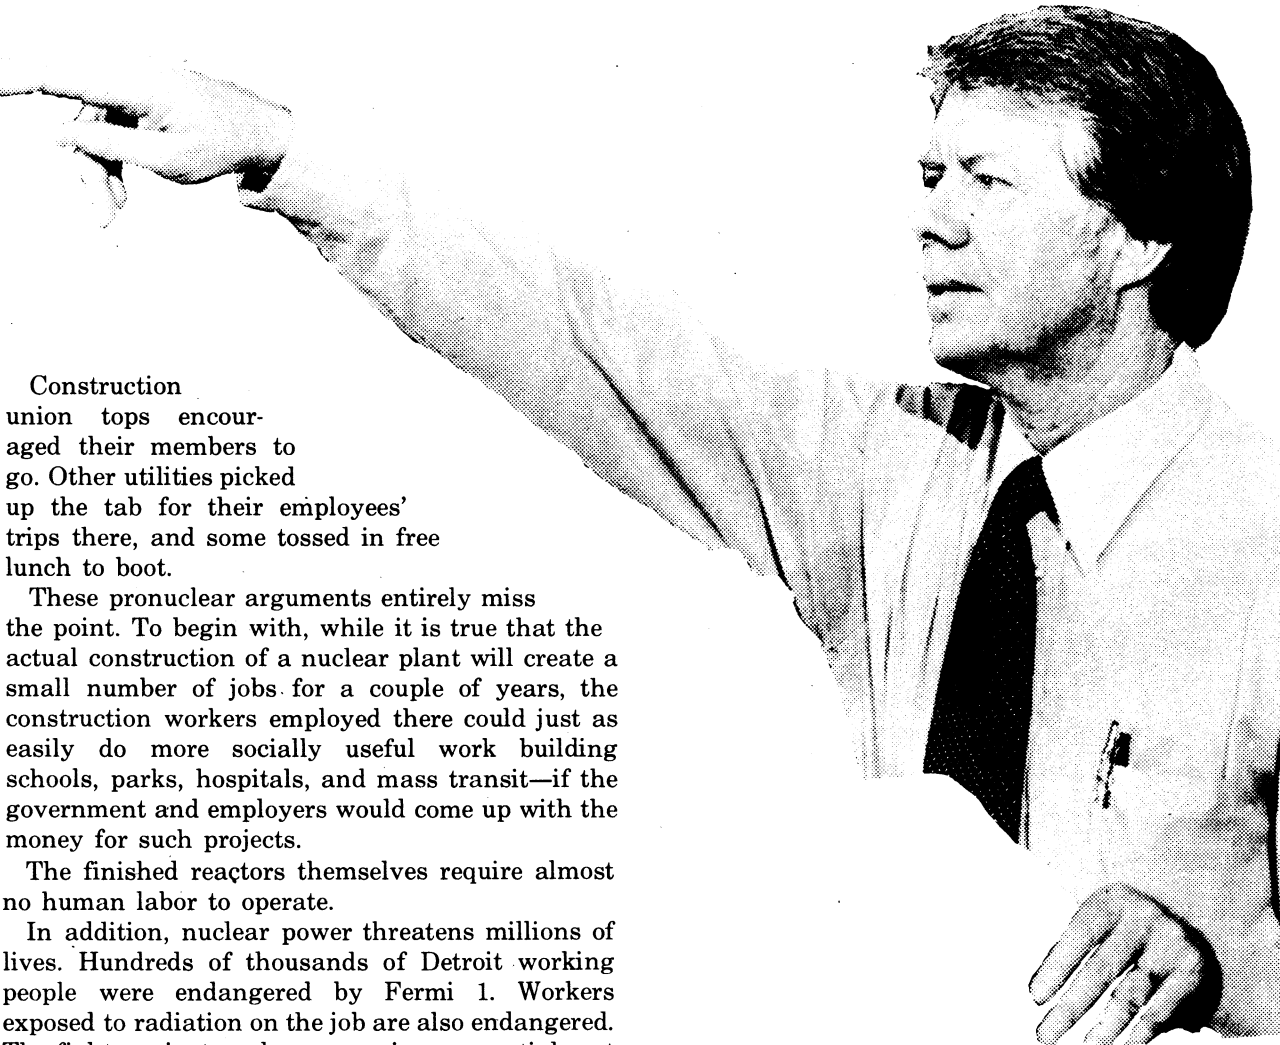 Construction
union tops encour-
aged their members to
go. Other utilities picked
up the tab for their employees'
trips there, and some tossed in free
lunch to boot.
These pronuclear arguments entirely miss
the point. To begin with, while it is true that the
actual construction of a nuclear plant will create a
small number of jobs for a couple of years, the
construction workers employed there could just as
easily do more socially useful work building
schools, parks, hospitals, and mass transit—if the
government and employers would come up with the
money for such projects.
The finished reactors themselves require almost
no human labor to operate.
In addition, nuclear power threatens millions of
lives. Hundreds of thousands of Detroit working
people were endangered by Fermi 1. Workers
exposed to radiation on the job are also endangered.